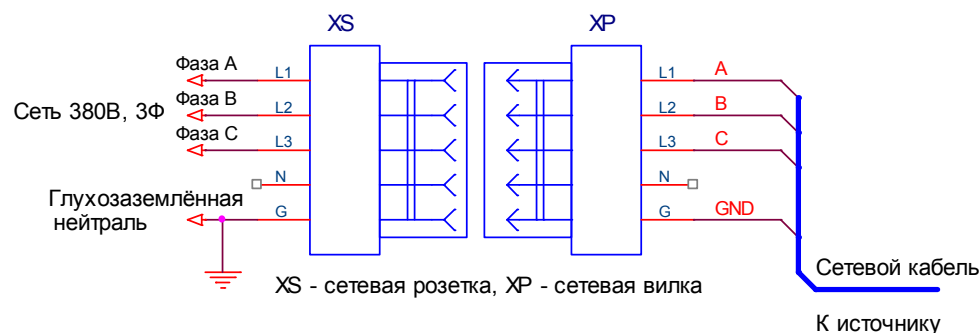 XS
XP
Фаза A
L1
L1
A
Фаза B
L2
L2
B
Сеть 380В, 3Ф
Фаза C
L3
L3
C
N
N
Глухозаземлённая
нейтраль
G
G
GND
XS - сетевая розетка, XP - сетевая вилка
Сетевой кабель
К источнику